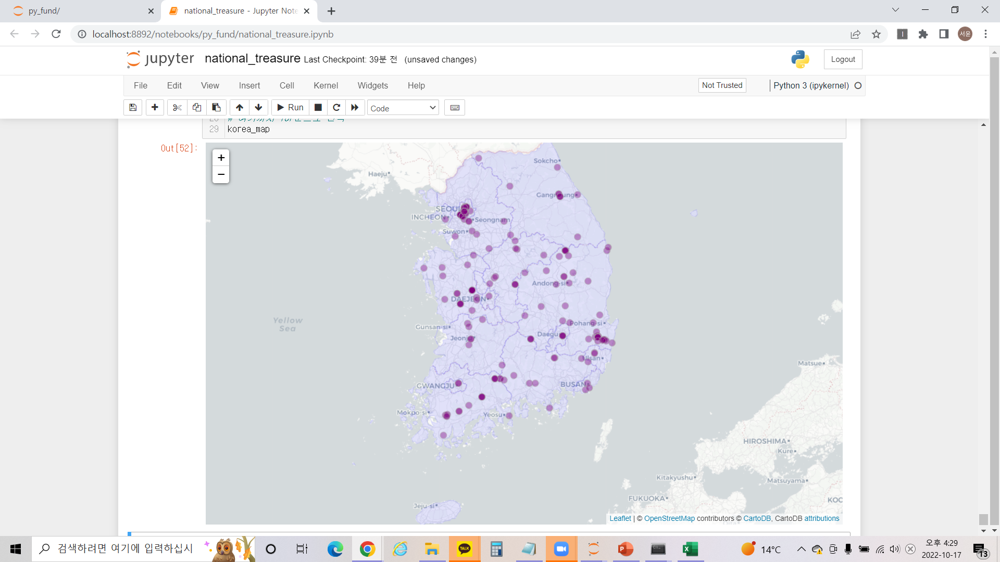 py_fund/
national_treasure - Jupyter Note
localhost:8892/notebooks/py_fund/national_treasure.ipynb
서윤
jupyter national_treasure Last Checkpoint: 39분 전 (unsaved changes)
Logout
File Edit View Insert Cell Kernel Widgets Help
Not Trusted
Python 3 (ipykernel)
Run
Code
29 korea_map
Out[52]:
+
−
Sokcho
Haeju
SEOUL
INCHEON
Seongnam
Suwon
Andong-si
DAEJEON
Yellow
Sea
Gunsan-si
Pohang-si
Daegu
Jeonju
Ulsan
Matsue
GWANGJU
BUSAN
Mokpo-si
Yeosu
HIROSHIMA
Kure
Kitakyushu
Matsuyama
FUKUOKA
KOC
Jeju-si
Leaflet | © OpenStreetMap contributors © CartoDB, CartoDB attributions
검색하려면 여기에 입력하십시
TALK
14°C
오후 4:29
2022-10-17
13